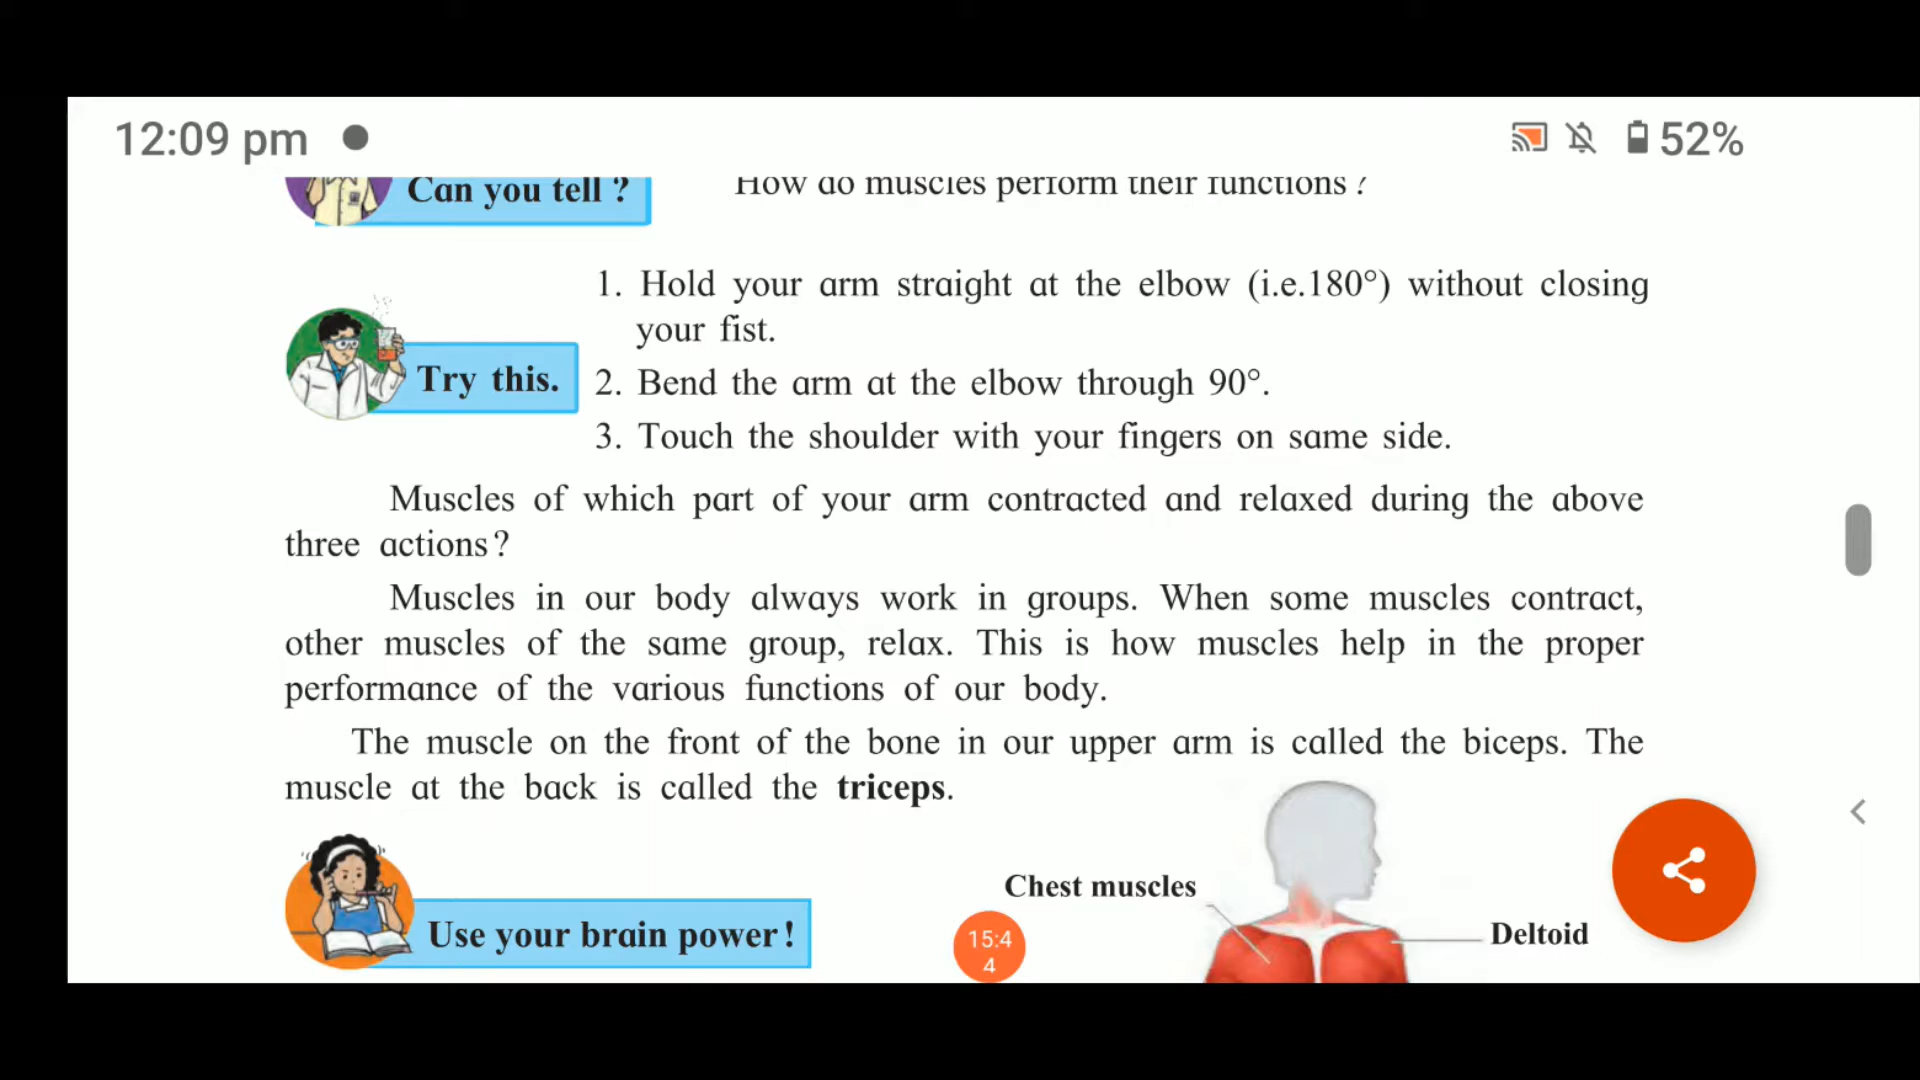 12:09 pm
52%
Can you tell ?
How do muscles perform their functions ?
1. Hold your arm straight at the elbow (i.e.180°) without closing
your fist.
Try this.
2. Bend the arm at the elbow through 90°.
3. Touch the shoulder with your fingers on same side.
Muscles of which part of your arm contracted and relaxed during the above
three actions?
Muscles in our body always work in groups. When some muscles contract,
other muscles of the same group, relax. This is how muscles help in the proper
performance of the various functions of our body.
The muscle on the front of the bone in our upper arm is called the biceps. The
muscle at the back is called the triceps.
Chest muscles
Use your brain power!
15:4
4
Deltoid